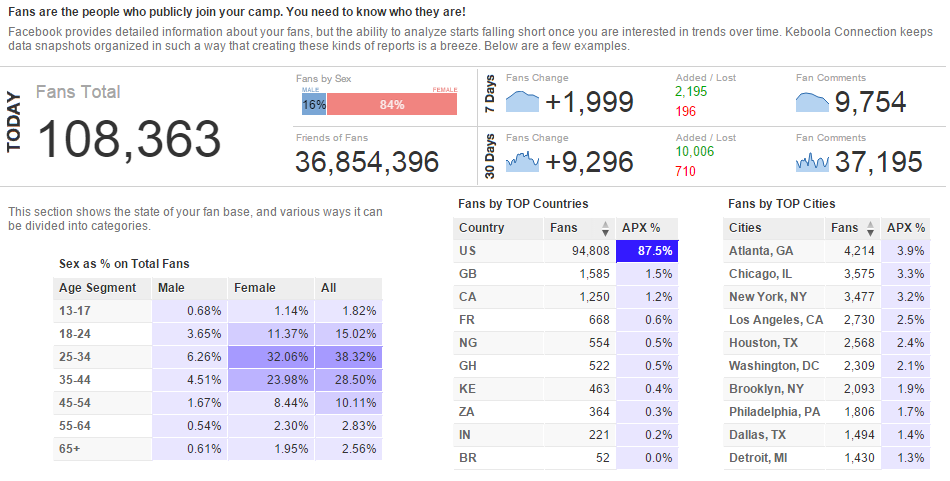 Fans are the people who publicly join your camp. You need to know who they are!
Facebook provides detailed information about your fans, but the ability to analyze starts falling short once you are interested in trends over time. Keboola Connection keeps
data snapshots organized in such a way that creating these kinds of reports is a breeze. Below are a few examples.
TODAY
Fans Total
108,363
Fans by Sex
MALE FEMALE
16% 84%
Friends of Fans
36,854,396
7 Days
Fans Change
+1,999
Added / Lost
2,195
196
Fan Comments
9,754
30 Days
Fans Change
+9,296
Added / Lost
10,006
710
Fan Comments
37,195
This section shows the state of your fan base, and various ways it can
be divided into categories.
Sex as % on Total Fans
Age Segment Male Female All
13-17 0.68% 1.14% 1.82%
18-24 3.65% 11.37% 15.02%
25-34 6.26% 32.06% 38.32%
35-44 4.51% 23.98% 28.50%
45-54 1.67% 8.44% 10.11%
55-64 0.54% 2.30% 2.83%
65+ 0.61% 1.95% 2.56%
Fans by TOP Countries
Country Fans APX %
US 94,808 87.5%
GB 1,585 1.5%
CA 1,250 1.2%
FR 668 0.6%
NG 554 0.5%
GH 522 0.5%
KE 463 0.4%
ZA 364 0.3%
IN 221 0.2%
BR 52 0.0%
Fans by TOP Cities
Cities Fans APX %
Atlanta, GA 4,214 3.9%
Chicago, IL 3,575 3.3%
New York, NY 3,477 3.2%
Los Angeles, CA 2,730 2.5%
Houston, TX 2,568 2.4%
Washington, DC 2,309 2.1%
Brooklyn, NY 2,093 1.9%
Philadelphia, PA 1,806 1.7%
Dallas, TX 1,494 1.4%
Detroit, MI 1,430 1.3%